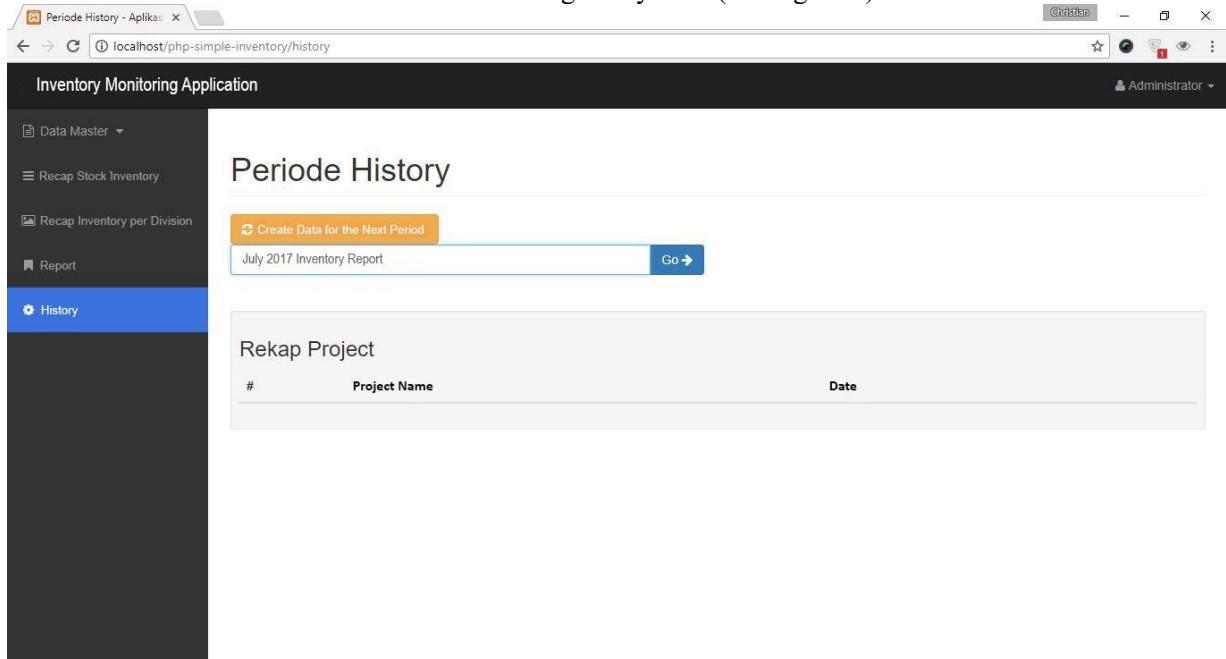 Periode History - Aplikas
Christian
localhost/php-simple-inventory/history
1
Inventory Monitoring Application
Administrator
Data Master
Recap Stock Inventory
Recap Inventory per Division
Report
History
Periode History
Create Data for the Next Period
July 2017 Inventory Report
Go
Rekap Project
# Project Name Date